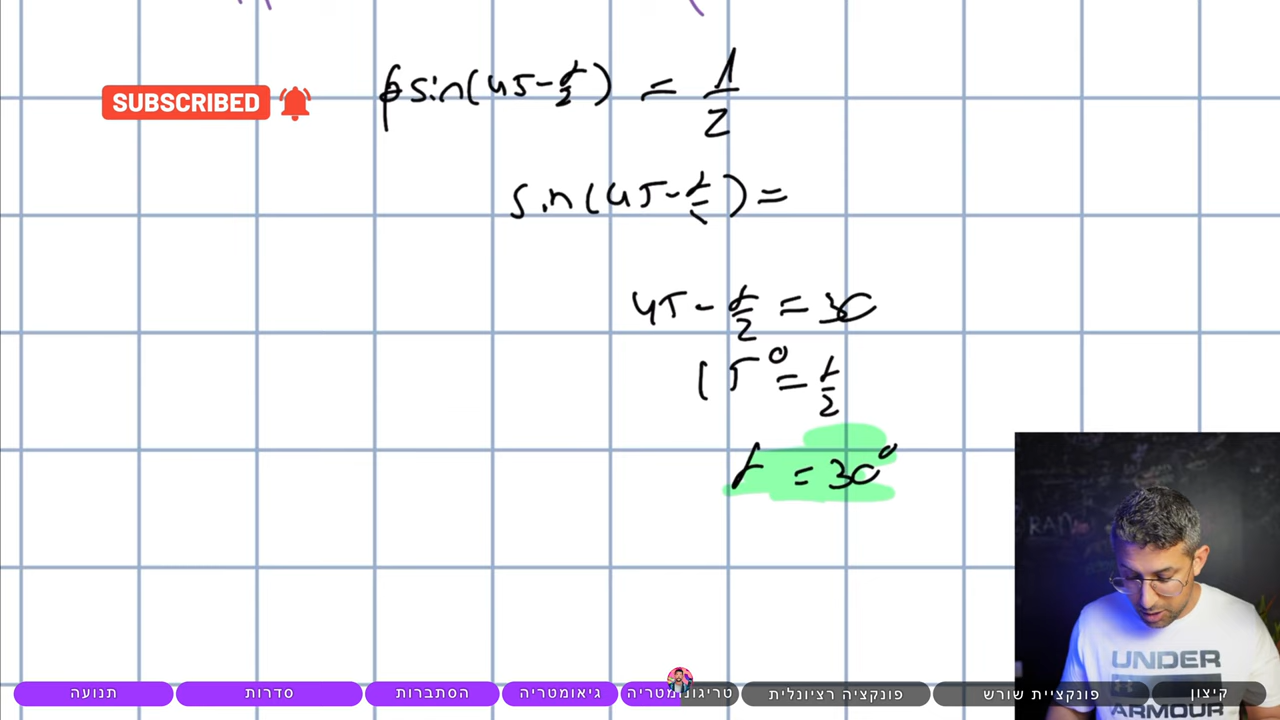 SUBSCRIBED
sin(45-γ/2) = 1/2
sin(45-γ/2) =
45-γ/2 = 30
15° = γ/2
γ = 30°
UNDER
ARMOUR
תנועה
סדרות
הסתברות
גיאומטריה
טריגונומטריה
פונקציה רציונלית
פונקציית שורש
קיצון